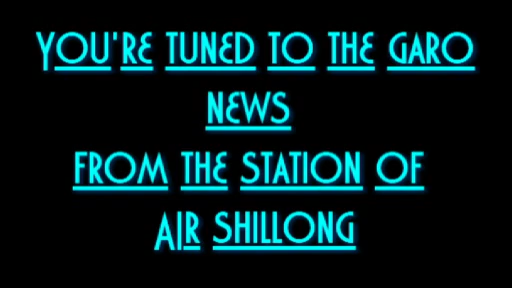 YOU'RE TUNED TO THE GARO
NEWS
FROM THE STATION OF
AIR SHILLONG